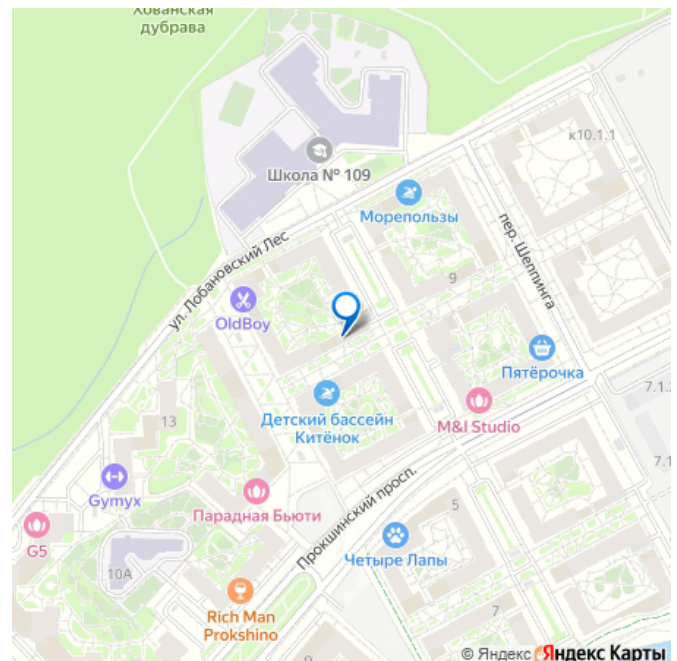 Хованская
дубрава
к10.1.1
Школа № 109
Морепользы
пер. Шеппинга
ул. Лобановский Лес
9
OldBoy
Пятёрочка
7.1.
Детский бассейн
Китёнок
M&I Studio
13
7.1
Gymyx
Парадная Бьюти
Прокшинский просп.
5
G5
Четыре Лапы
10А
Rich Man
Prokshino
7
9
© Яндекс Яндекс Карты